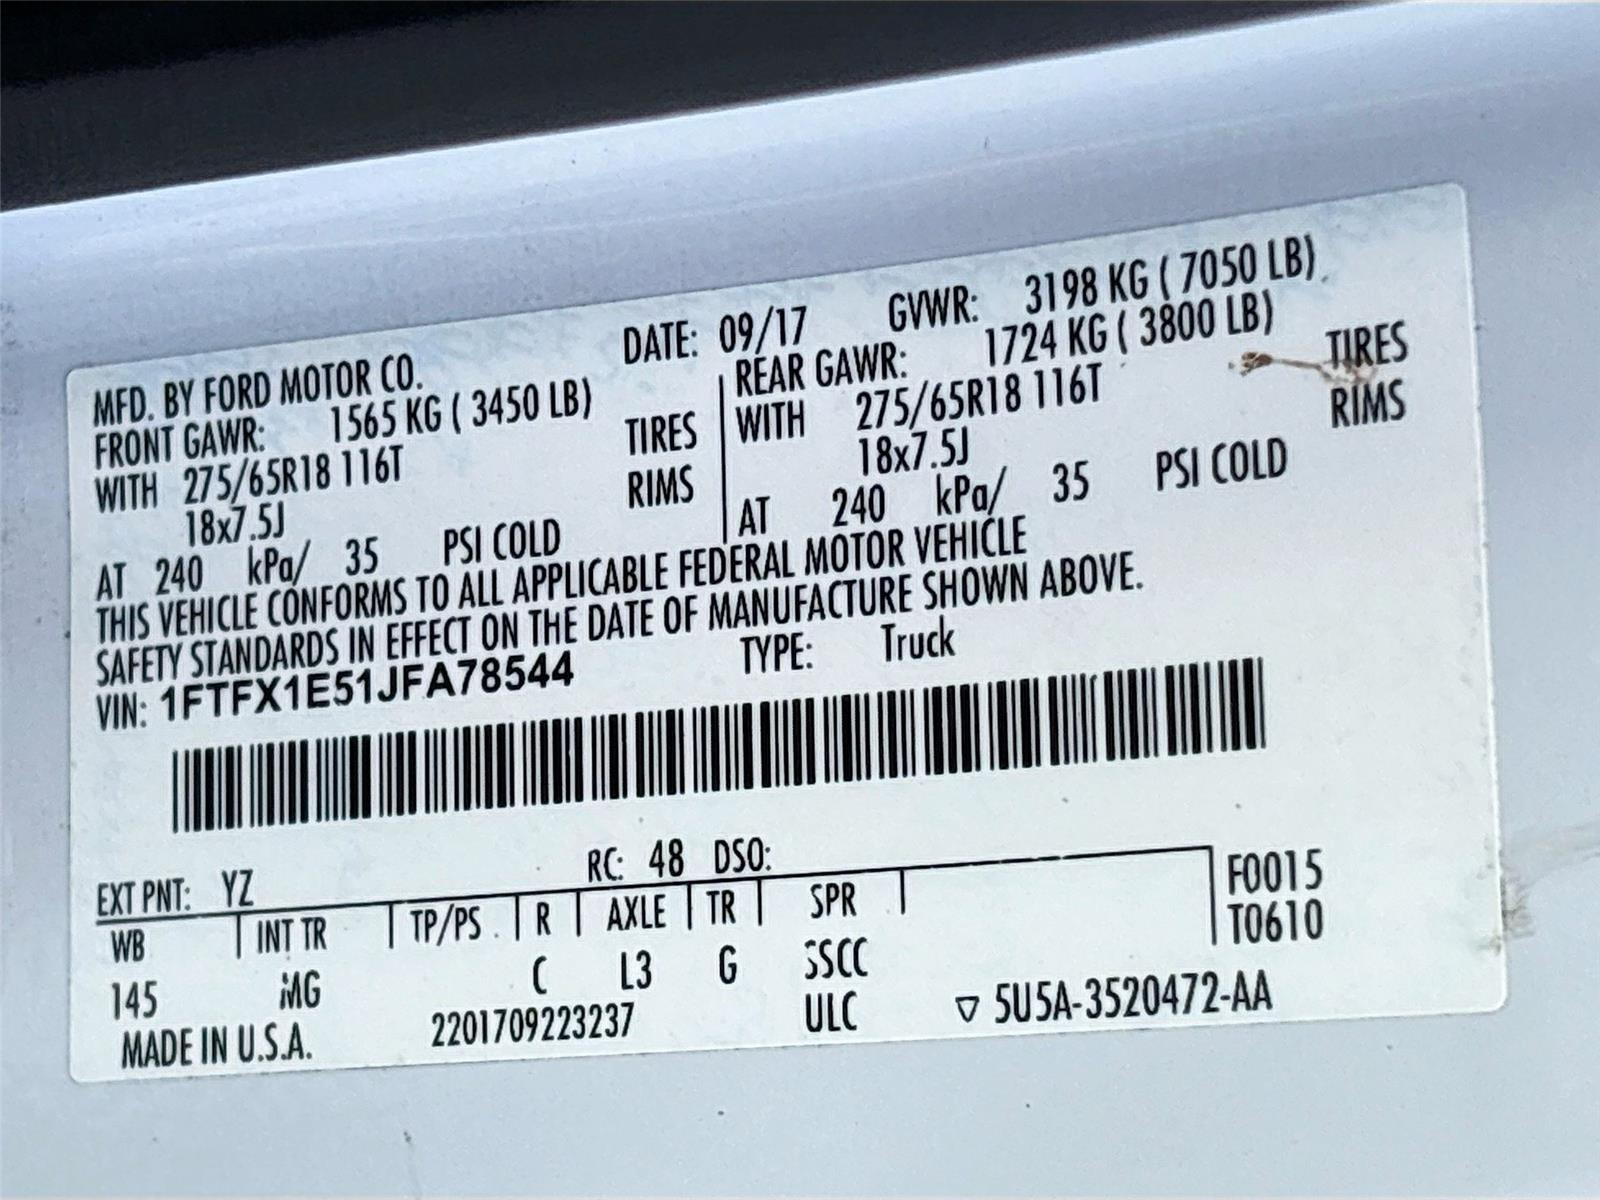 MFD. BY FORD MOTOR CO. DATE: 09/17 GVWR: 3198 KG ( 7050 LB)
FRONT GAWR: 1565 KG ( 3450 LB) REAR GAWR: 1724 KG ( 3800 LB)
WITH 275/65R18 116T TIRES WITH 275/65R18 116T TIRES
18x7.5J RIMS 18x7.5J RIMS
AT 240 kPa/ 35 PSI COLD AT 240 kPa/ 35 PSI COLD
THIS VEHICLE CONFORMS TO ALL APPLICABLE FEDERAL MOTOR VEHICLE
SAFETY STANDARDS IN EFFECT ON THE DATE OF MANUFACTURE SHOWN ABOVE.
VIN: 1FTFX1E51JFA78544 TYPE: Truck
EXT PNT: YZ RC: 48 DSO: F0015
WB INT TR TP/PS R AXLE TR SPR T0610
145 MG C L3 G SSCC
MADE IN U.S.A. 2201709223237 ULC ▽ 5U5A-3520472-AA